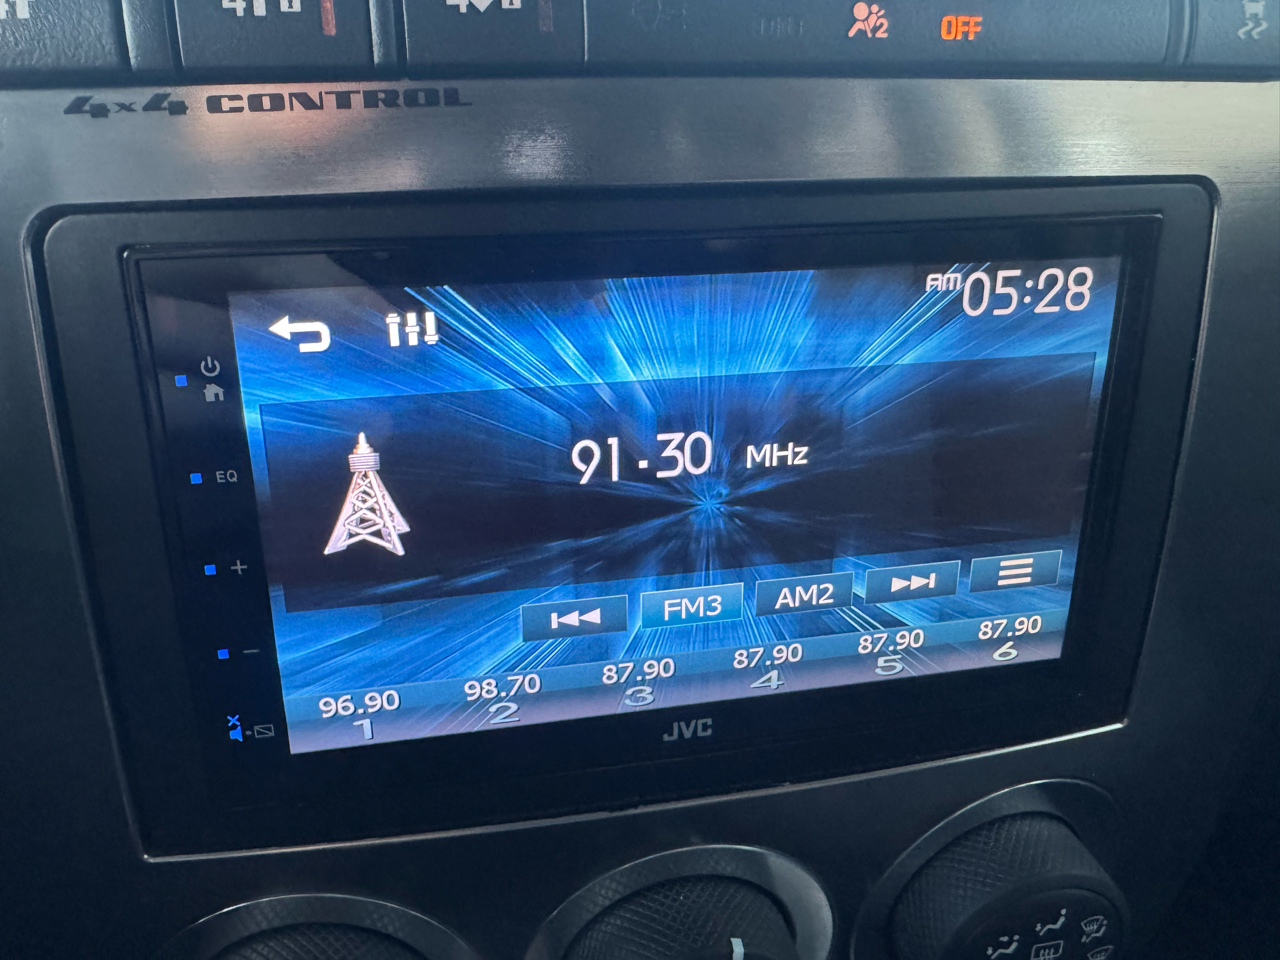 2
OFF
4x4 CONTROL
AM 05:28
91.30 MHz
EQ
FM3 AM2
96.90 98.70 87.90 87.90 87.90 87.90
1 2 3 4 5 6
JVC